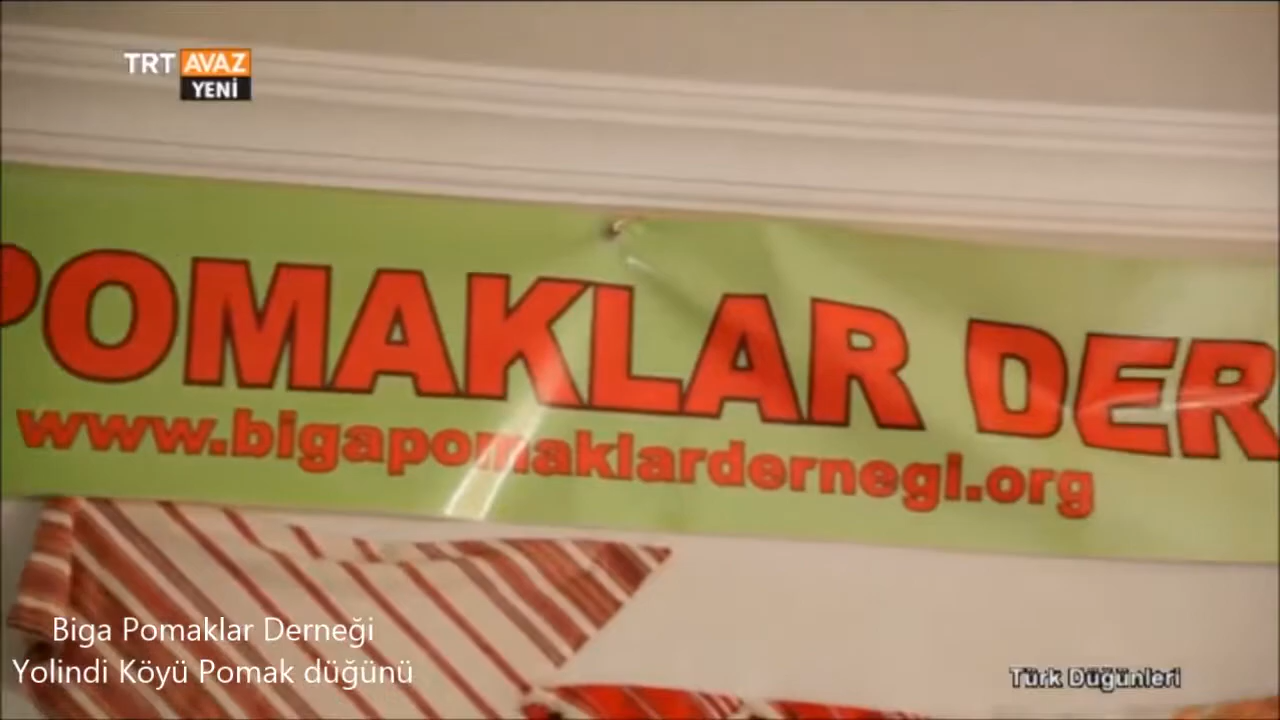 TRT AVAZ
YENİ
POMAKLAR DER
www.bigapomaklardernegi.org
Biga Pomaklar Derneği
Yolindi Köyü Pomak düğünü
Türk Düğünleri